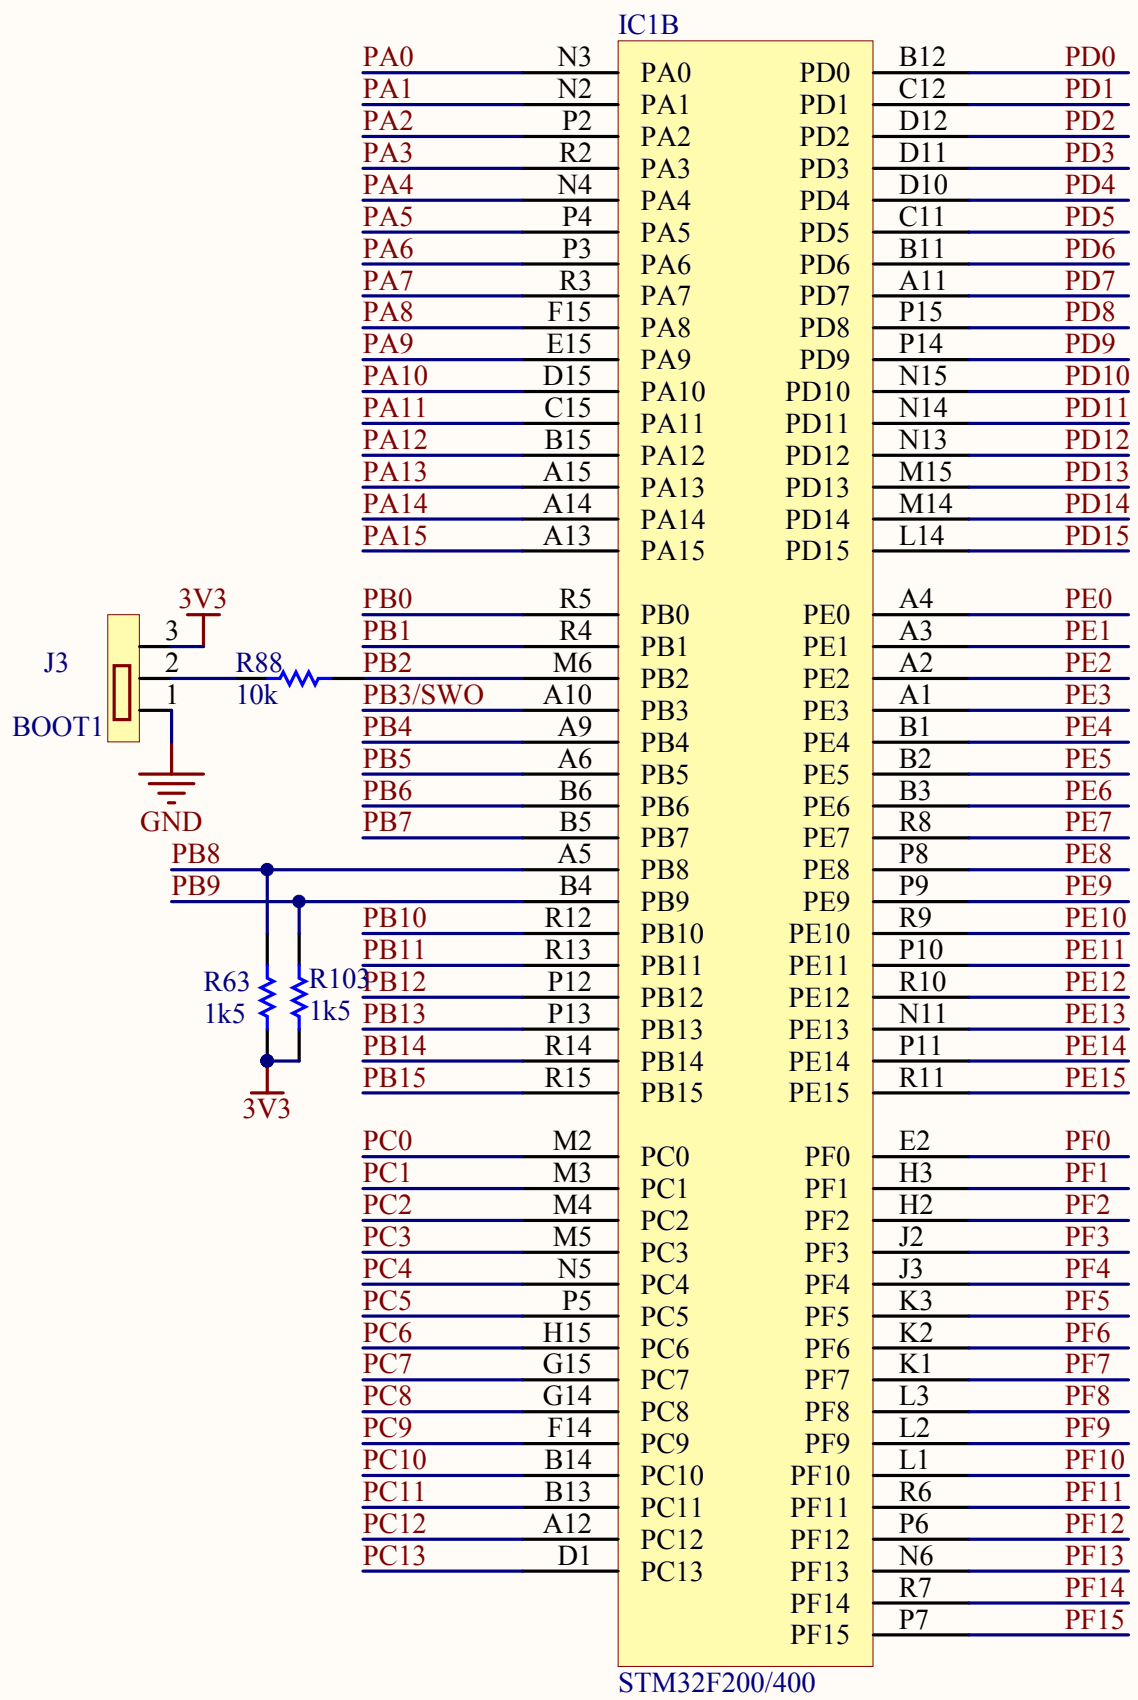 IC1B
PA0 N3 PA0 PD0 B12 PD0
PA1 N2 PA1 PD1 C12 PD1
PA2 P2 PA2 PD2 D12 PD2
PA3 R2 PA3 PD3 D11 PD3
PA4 N4 PA4 PD4 D10 PD4
PA5 P4 PA5 PD5 C11 PD5
PA6 P3 PA6 PD6 B11 PD6
PA7 R3 PA7 PD7 A11 PD7
PA8 F15 PA8 PD8 P15 PD8
PA9 E15 PA9 PD9 P14 PD9
PA10 D15 PA10 PD10 N15 PD10
PA11 C15 PA11 PD11 N14 PD11
PA12 B15 PA12 PD12 N13 PD12
PA13 A15 PA13 PD13 M15 PD13
PA14 A14 PA14 PD14 M14 PD14
PA15 A13 PA15 PD15 L14 PD15
3V3 PB0 R5 PB0 PE0 A4 PE0
3 PB1 R4 PB1 PE1 A3 PE1
J3 2 R88 PB2 M6 PB2 PE2 A2 PE2
1 10k PB3/SWO A10 PB3 PE3 A1 PE3
BOOT1 PB4 A9 PB4 PE4 B1 PE4
PB5 A6 PB5 PE5 B2 PE5
PB6 B6 PB6 PE6 B3 PE6
GND PB7 B5 PB7 PE7 R8 PE7
PB8 A5 PB8 PE8 P8 PE8
PB9 B4 PB9 PE9 P9 PE9
PB10 R12 PB10 PE10 R9 PE10
PB11 R13 PB11 PE11 P10 PE11
R63 R103 PB12 P12 PB12 PE12 R10 PE12
1k5 1k5 PB13 P13 PB13 PE13 N11 PE13
PB14 R14 PB14 PE14 P11 PE14
PB15 R15 PB15 PE15 R11 PE15
3V3
PC0 M2 PC0 PF0 E2 PF0
PC1 M3 PC1 PF1 H3 PF1
PC2 M4 PC2 PF2 H2 PF2
PC3 M5 PC3 PF3 J2 PF3
PC4 N5 PC4 PF4 J3 PF4
PC5 P5 PC5 PF5 K3 PF5
PC6 H15 PC6 PF6 K2 PF6
PC7 G15 PC7 PF7 K1 PF7
PC8 G14 PC8 PF8 L3 PF8
PC9 F14 PC9 PF9 L2 PF9
PC10 B14 PC10 PF10 L1 PF10
PC11 B13 PC11 PF11 R6 PF11
PC12 A12 PC12 PF12 P6 PF12
PC13 D1 PC13 PF13 N6 PF13
PF14 R7 PF14
PF15 P7 PF15
STM32F200/400